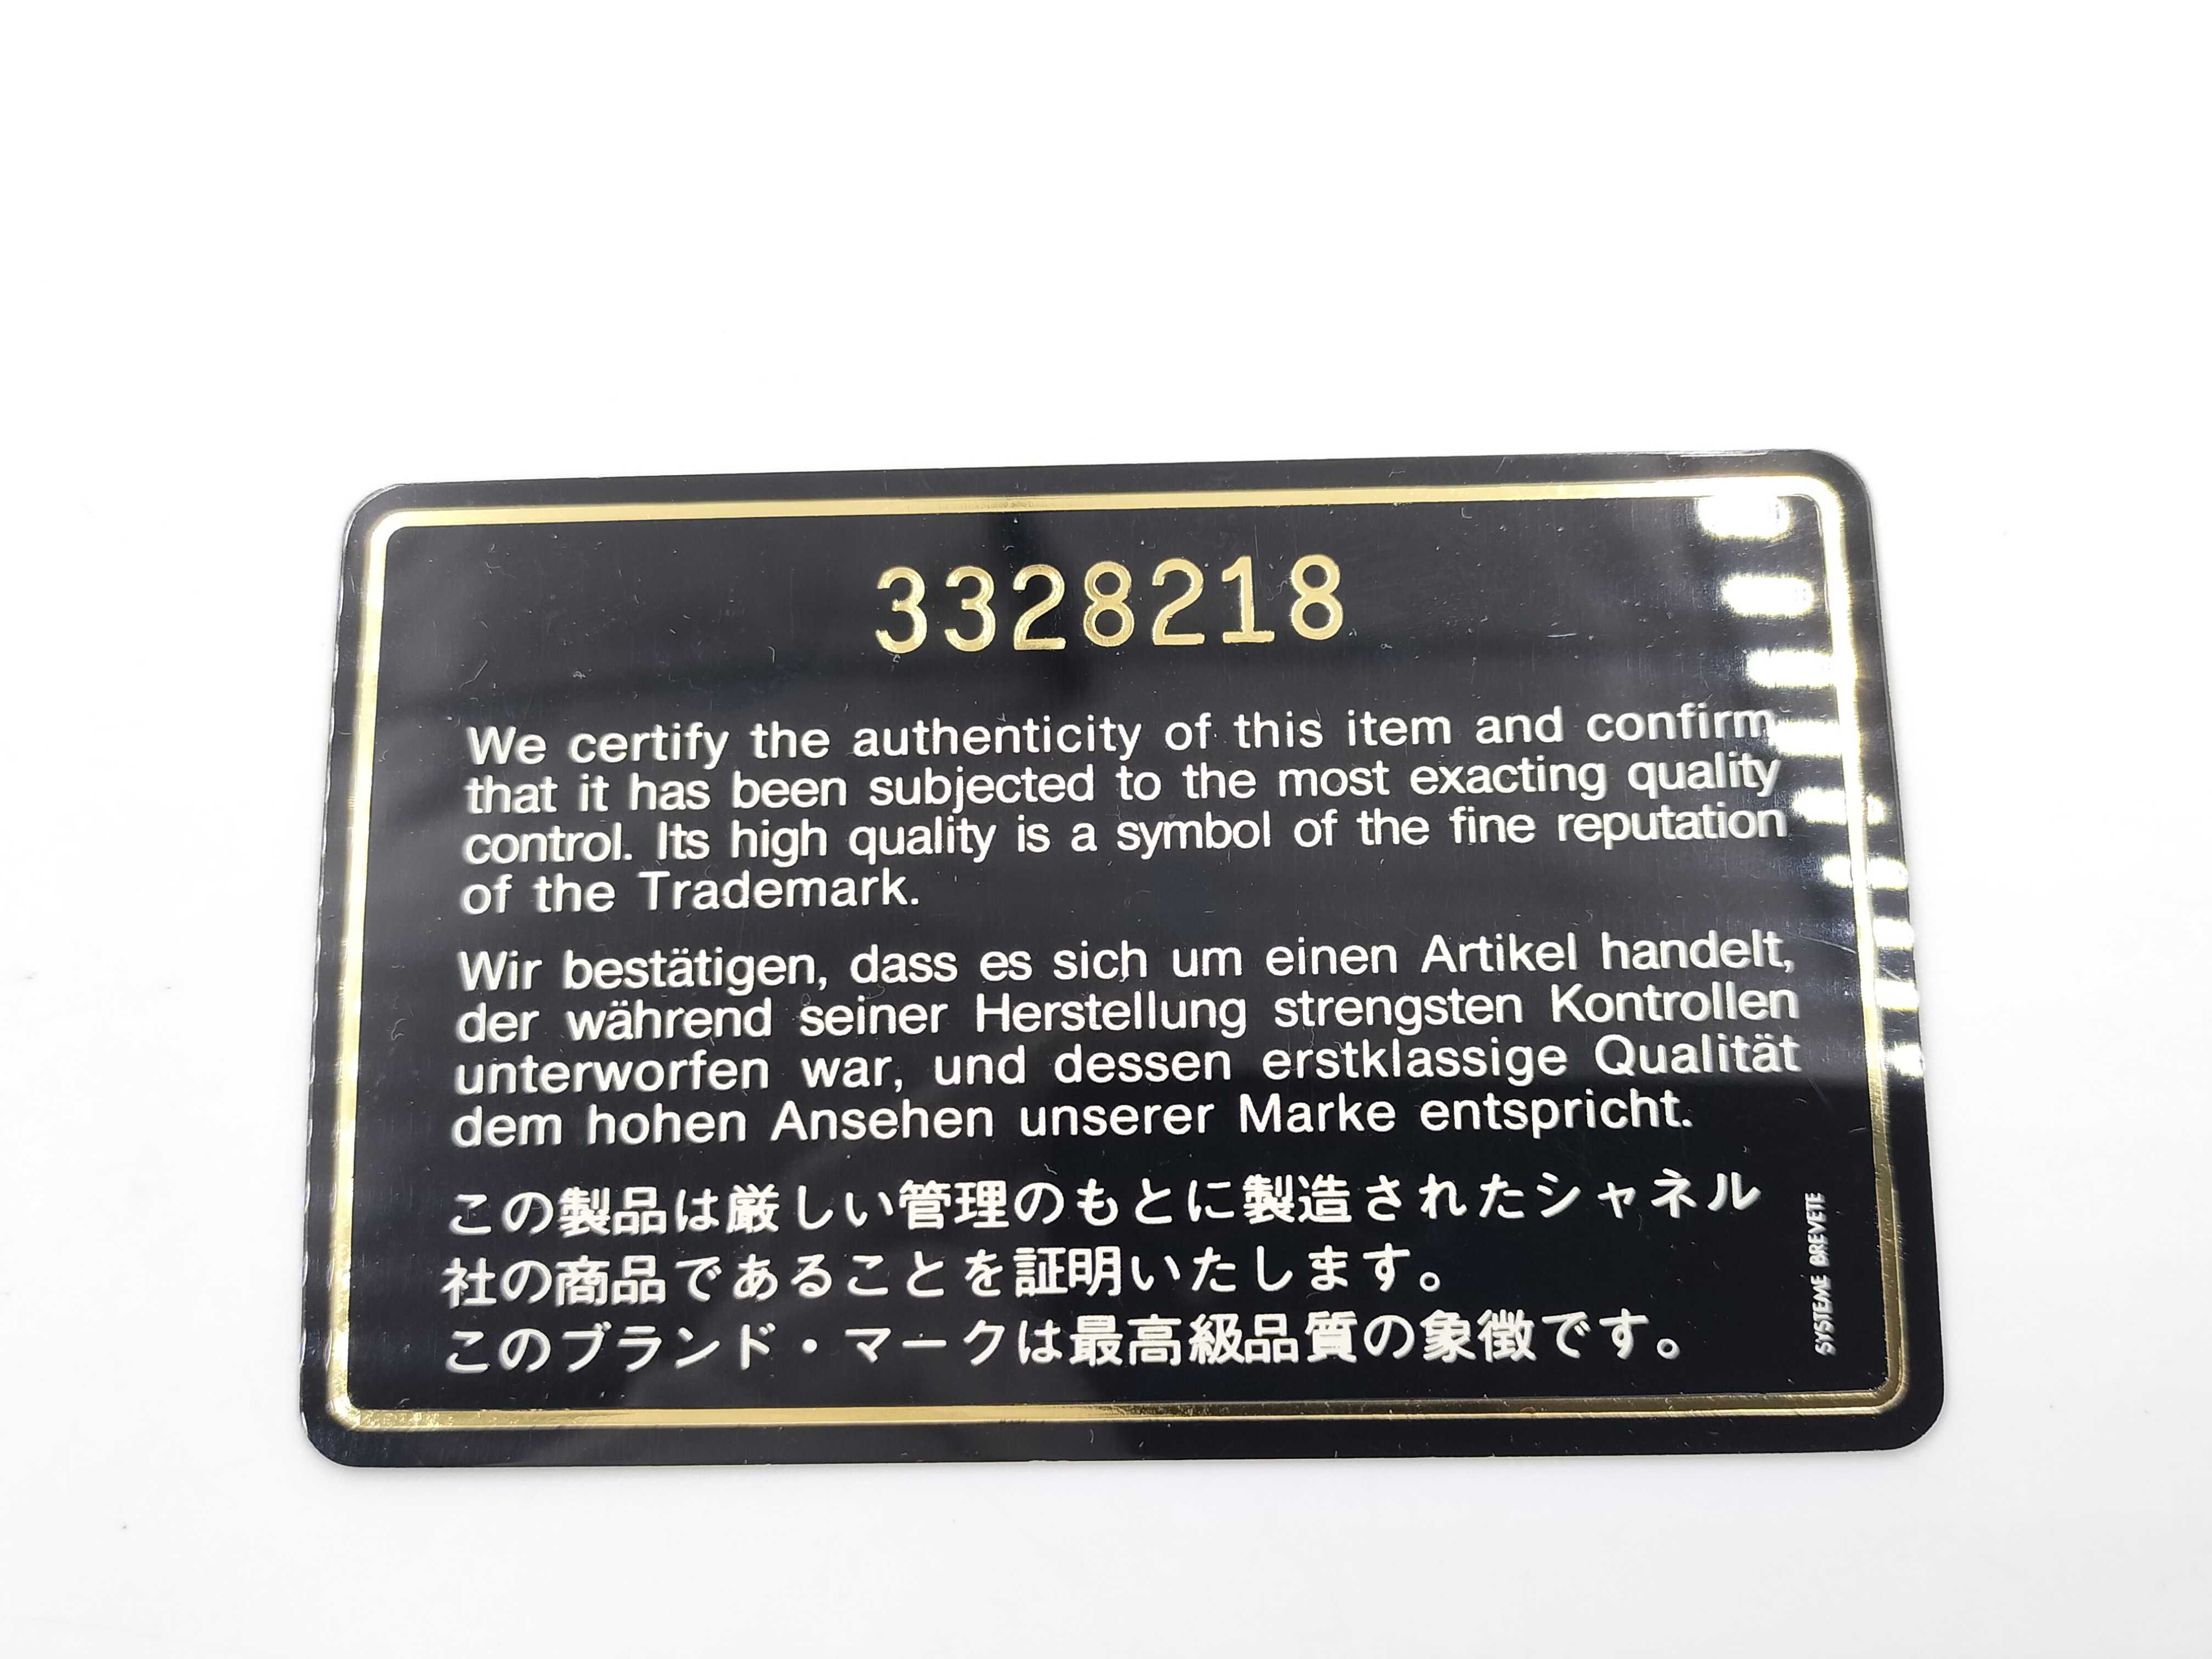 3328218
We certify the authenticity of this item and confirm
that it has been subjected to the most exacting quality
control. Its high quality is a symbol of the fine reputation
of the Trademark.
Wir bestätigen, dass es sich um einen Artikel handelt,
der während seiner Herstellung strengsten Kontrollen
unterworfen war, und dessen erstklassige Qualität
dem hohen Ansehen unserer Marke entspricht.
この製品は厳しい管理のもとに製造されたシャネル
社の商品であることを証明いたします。
このブランド・マークは最高級品質の象徴です。
SYSTEME BREVETE